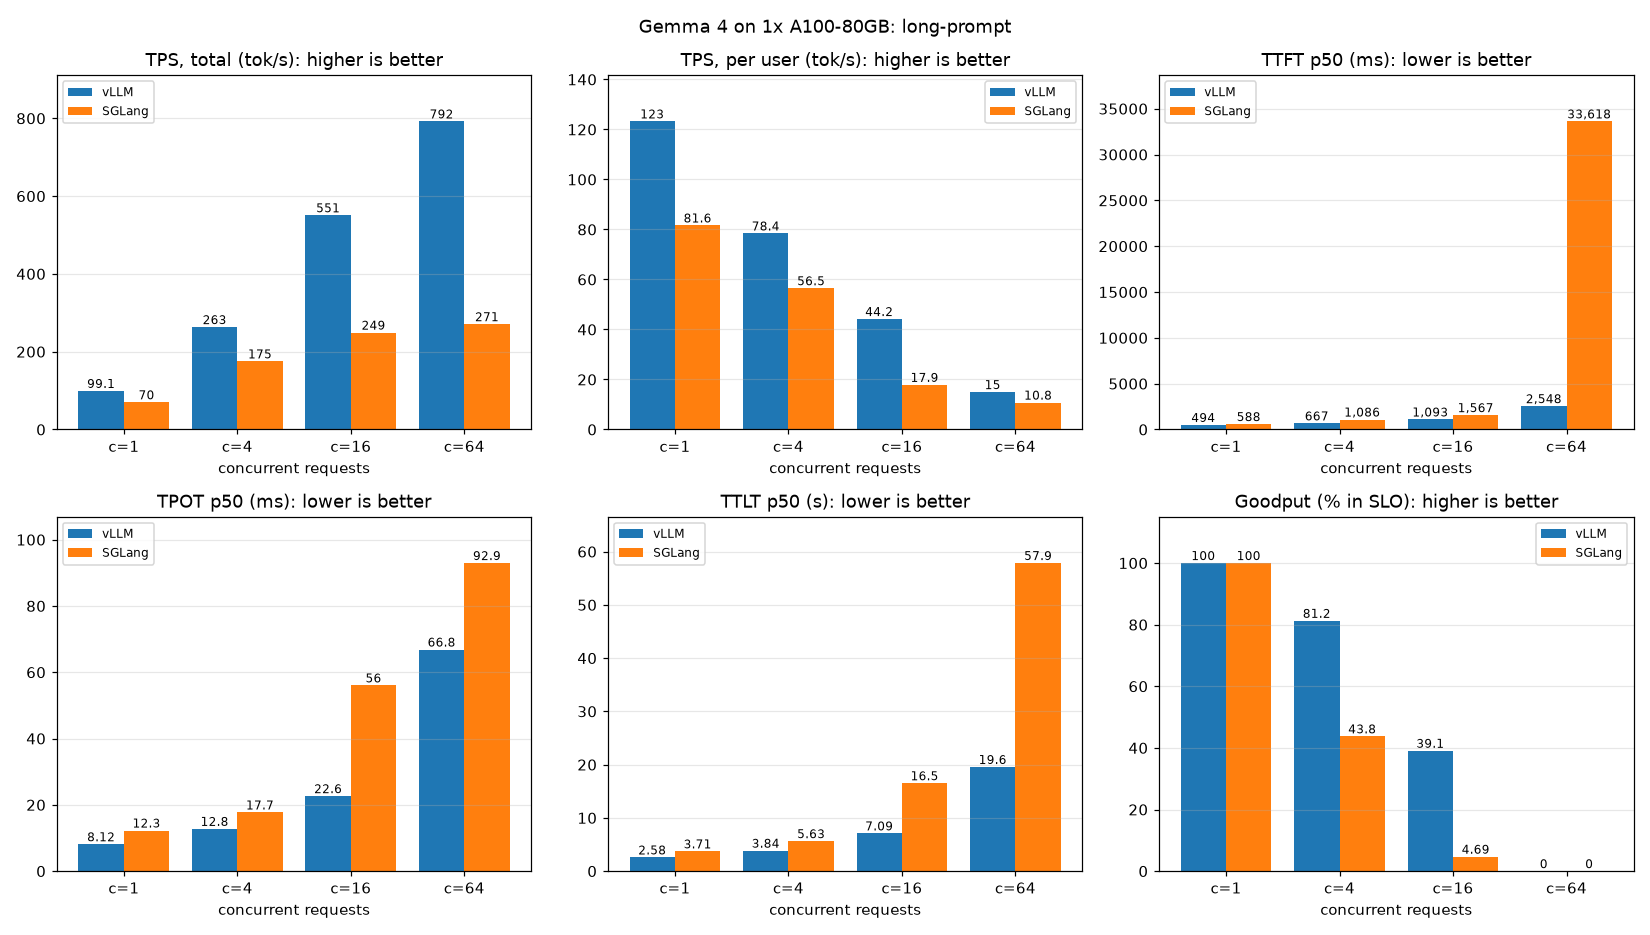 Gemma 4 on 1x A100-80GB: long-prompt
TPS, total (tok/s): higher is better
vLLM
SGLang
800
600
400
200
0
99.1
70
263
175
551
249
792
271
c=1
c=4
c=16
c=64
concurrent requests
TPS, per user (tok/s): higher is better
vLLM
SGLang
140
120
100
80
60
40
20
0
123
81.6
78.4
56.5
44.2
17.9
15
10.8
c=1
c=4
c=16
c=64
concurrent requests
TTFT p50 (ms): lower is better
vLLM
SGLang
35000
30000
25000
20000
15000
10000
5000
0
494
588
667
1,086
1,093
1,567
2,548
33,618
c=1
c=4
c=16
c=64
concurrent requests
TPOT p50 (ms): lower is better
vLLM
SGLang
100
80
60
40
20
0
8.12
12.3
12.8
17.7
22.6
56
66.8
92.9
c=1
c=4
c=16
c=64
concurrent requests
TTLT p50 (s): lower is better
vLLM
SGLang
60
50
40
30
20
10
0
2.58
3.71
3.84
5.63
7.09
16.5
19.6
57.9
c=1
c=4
c=16
c=64
concurrent requests
Goodput (% in SLO): higher is better
vLLM
SGLang
100
80
60
40
20
0
100
100
81.2
43.8
39.1
4.69
0
0
c=1
c=4
c=16
c=64
concurrent requests